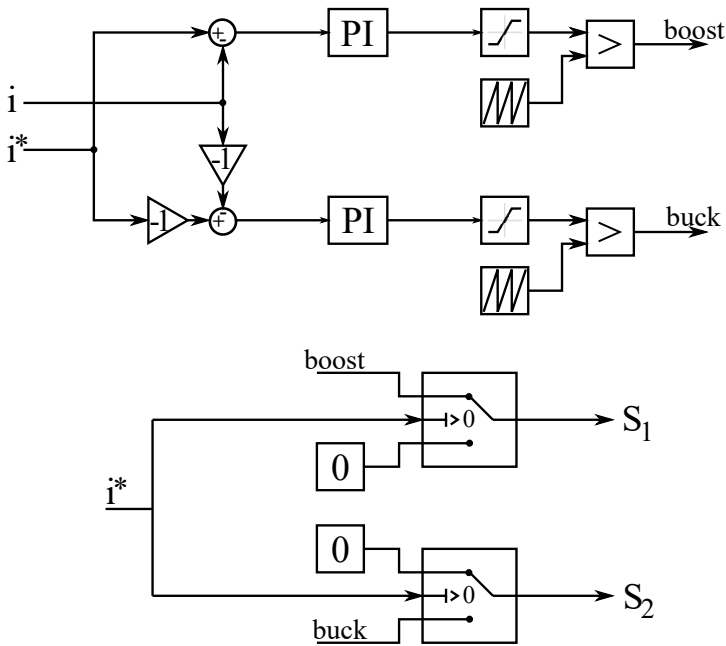 +
-
PI
>
boost
i
i*
-1
-1
+
-
PI
>
buck
boost
>0
S1
0
i*
0
>0
S2
buck